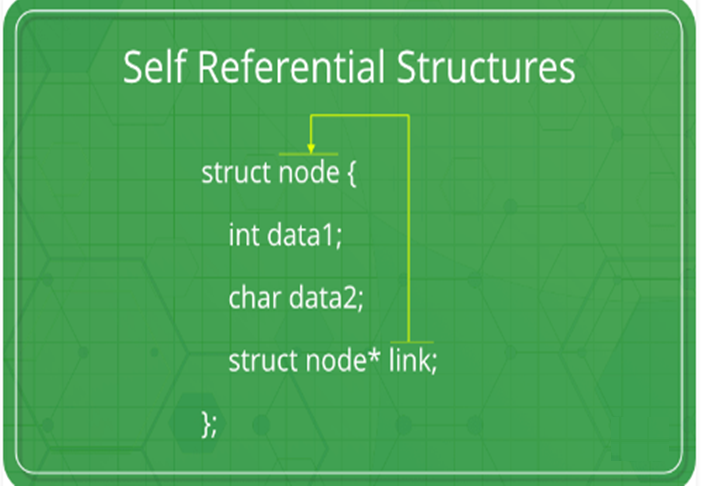 Self Referential Structures
struct node {
int data1;
char data2;
struct node* link;
};